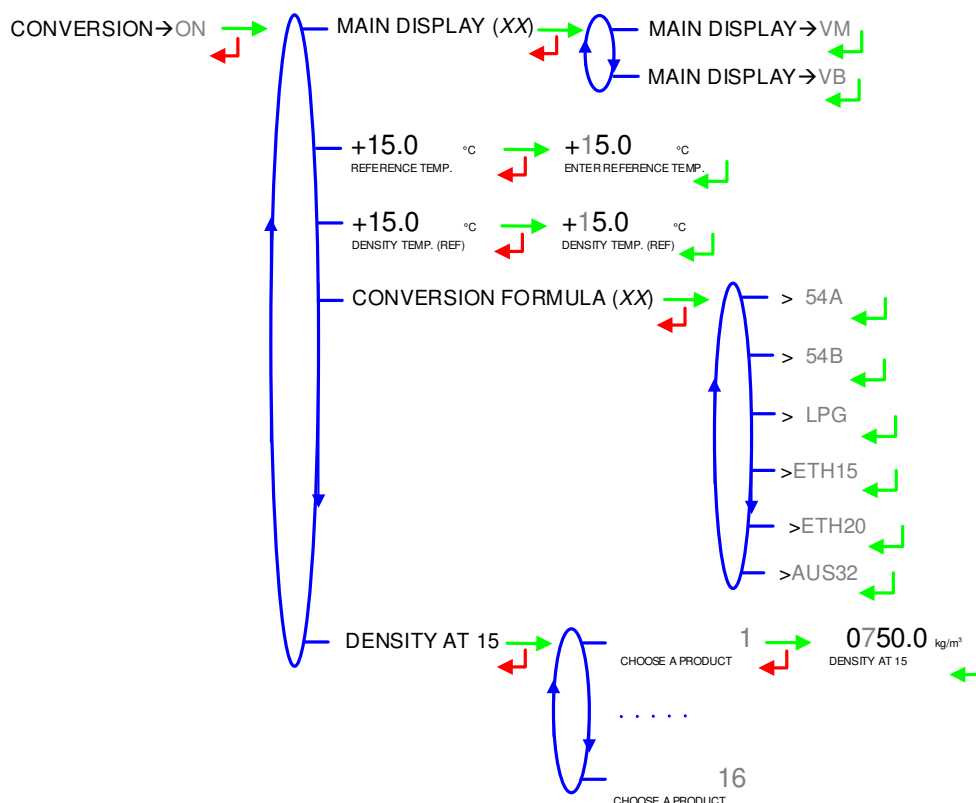 CONVERSION→ON
MAIN DISPLAY (XX)
MAIN DISPLAY→VM
MAIN DISPLAY→VB
+15.0 °C
REFERENCE TEMP.
+15.0 °C
ENTER REFERENCE TEMP.
+15.0 °C
DENSITY TEMP. (REF)
+15.0 °C
DENSITY TEMP. (REF)
CONVERSION FORMULA (XX)
> 54A
> 54B
> LPG
>ETH15
>ETH20
>AUS32
DENSITY AT 15
1
CHOOSE A PRODUCT
0750.0 kg/m³
DENSITY AT 15
. . . . .
16
CHOOSE A PRODUCT